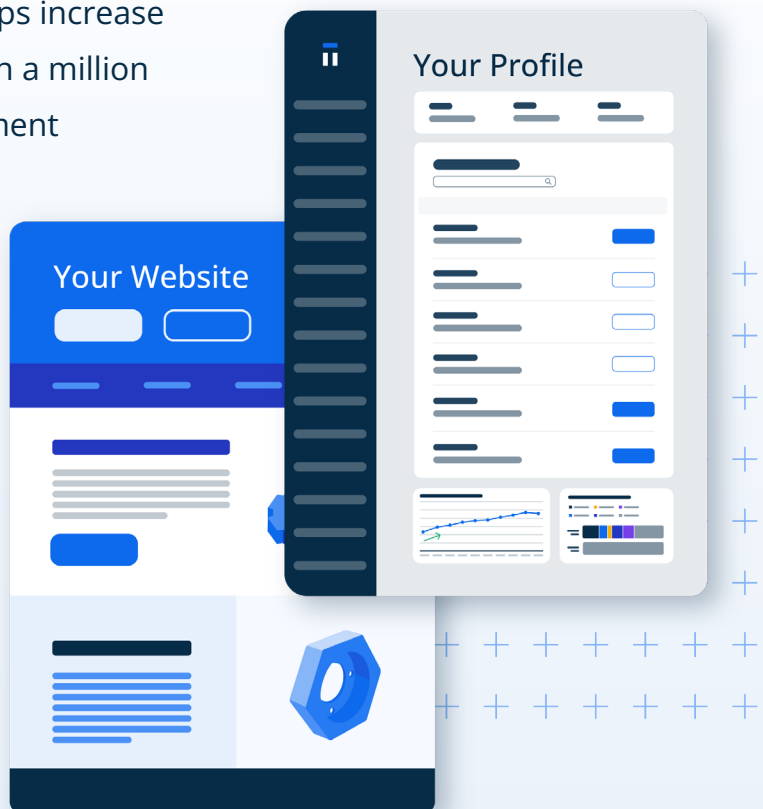 ps increase
n a million
nent
Your Profile
Your Website